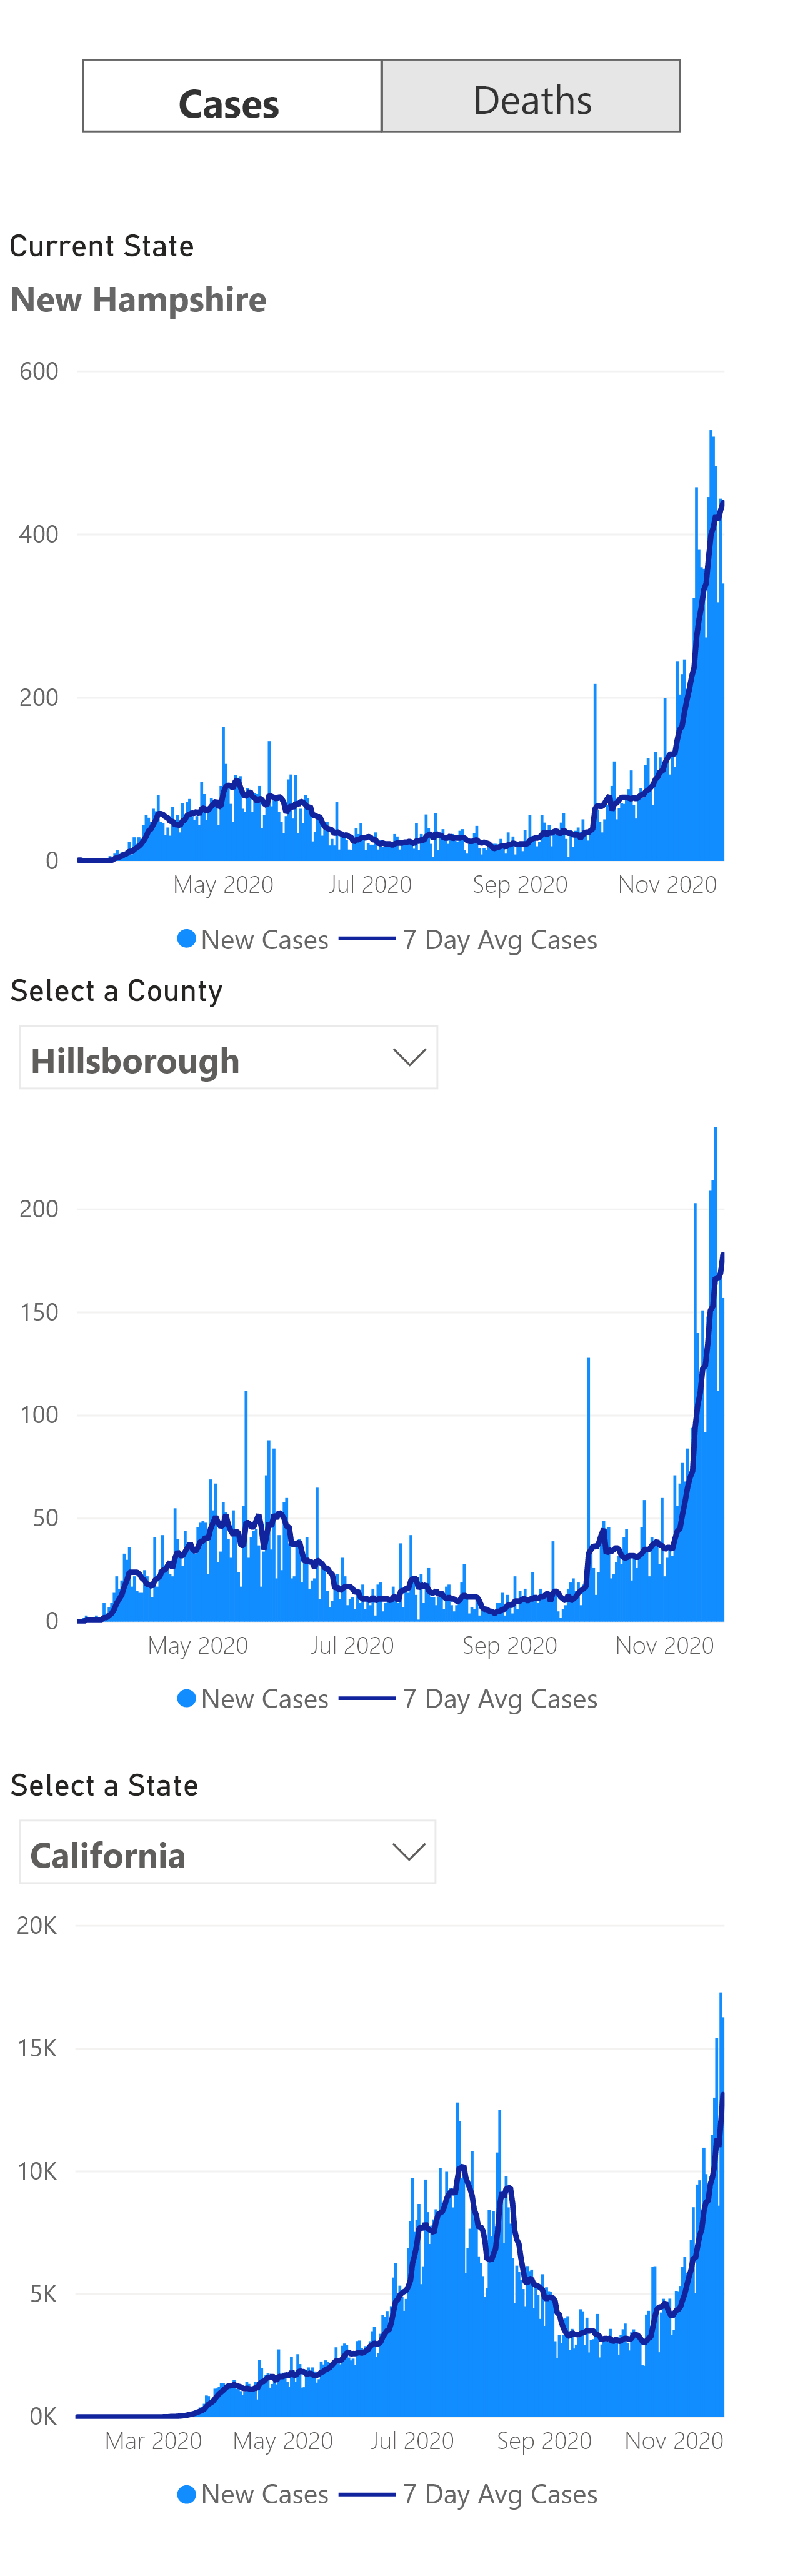 Cases Deaths
Current State
New Hampshire
600
400
200
0
May 2020 Jul 2020 Sep 2020 Nov 2020
New Cases 7 Day Avg Cases
Select a County
Hillsborough
200
150
100
50
0
May 2020 Jul 2020 Sep 2020 Nov 2020
New Cases 7 Day Avg Cases
Select a State
California
20K
15K
10K
5K
0K
Mar 2020 May 2020 Jul 2020 Sep 2020 Nov 2020
New Cases 7 Day Avg Cases